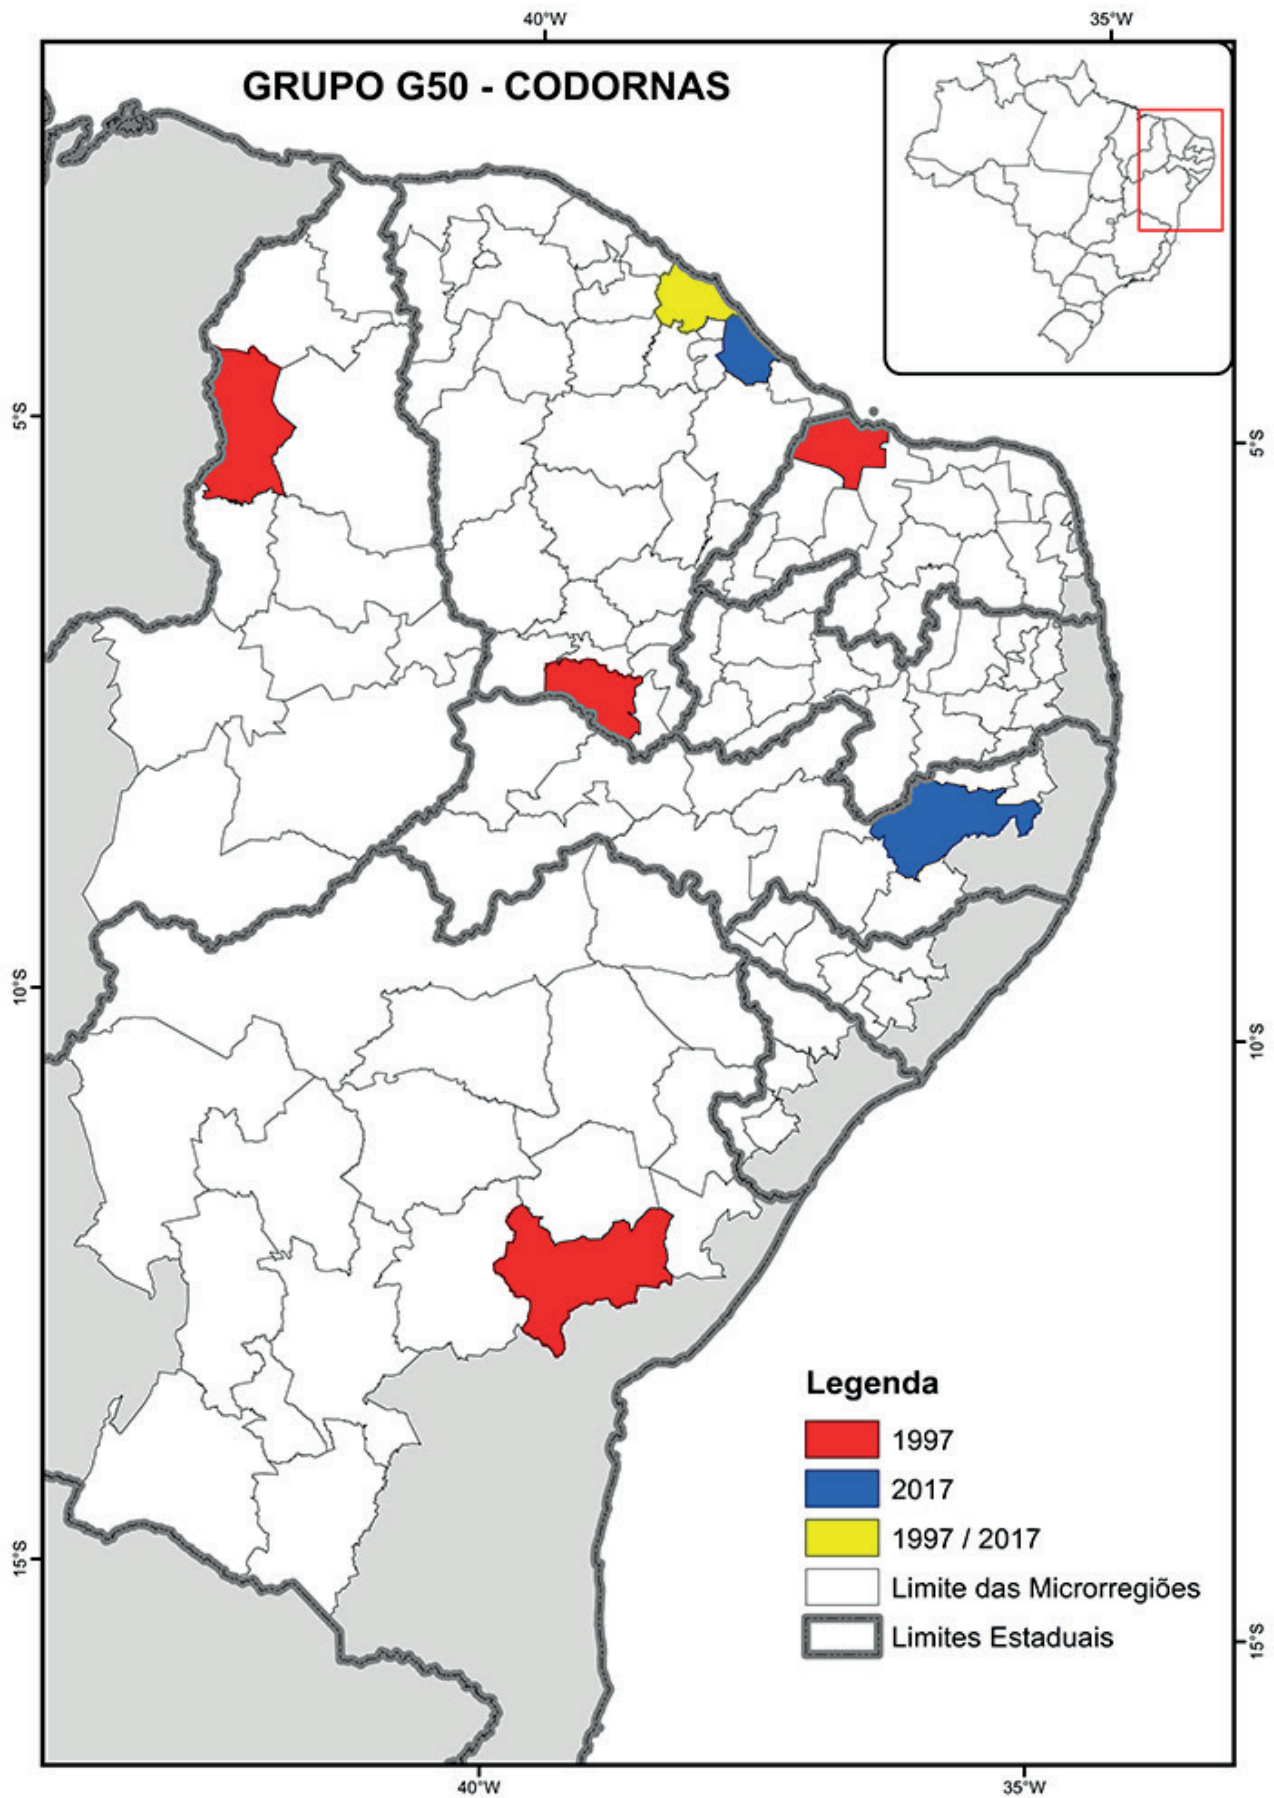 40°W
35°W
GRUPO G50 - CODORNAS
5°S
5°S
10°S
10°S
Legenda
1997
2017
1997 / 2017
Limite das Microrregiões
Limites Estaduais
15°S
15°S
40°W
35°W